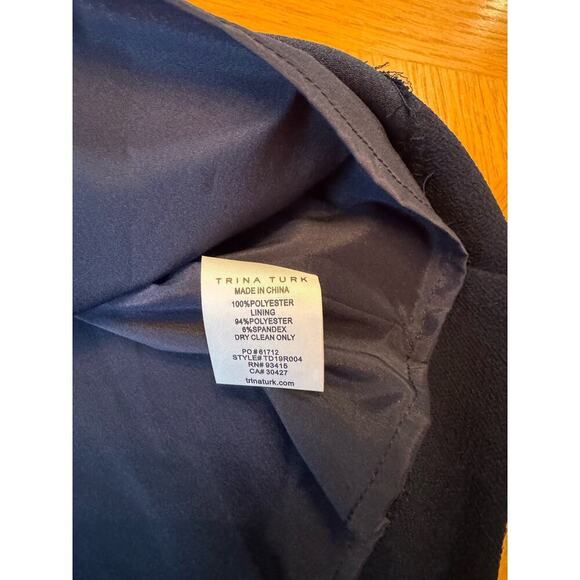 TRINA TURK
MADE IN CHINA
100%POLYESTER
LINING
94%POLYESTER
6%SPANDEX
DRY CLEAN ONLY
PO#61712
STYLE# TD19R004
RN# 93415
CA# 30427
trinaturk.com